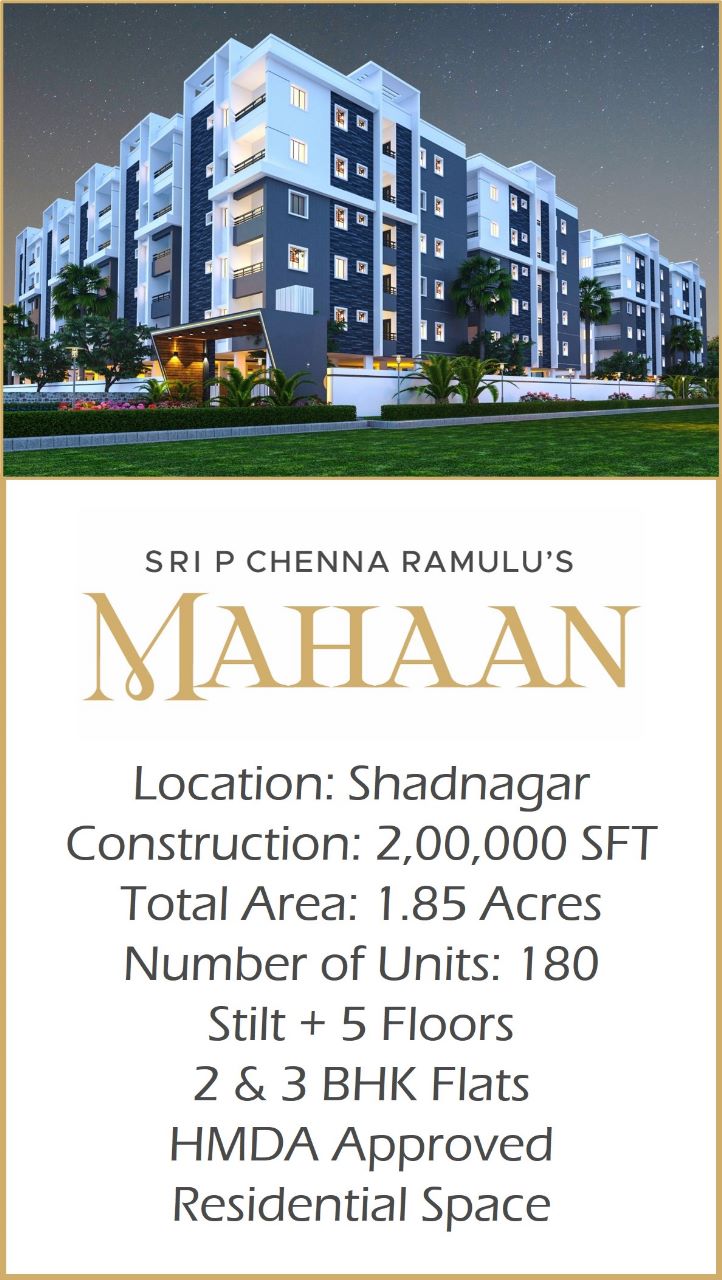 SRI P CHENNA RAMULU'S
MAHAAN
Location: Shadnagar
Construction: 2,00,000 SFT
Total Area: 1.85 Acres
Number of Units: 180
Stilt + 5 Floors
2 & 3 BHK Flats
HMDA Approved
Residential Space